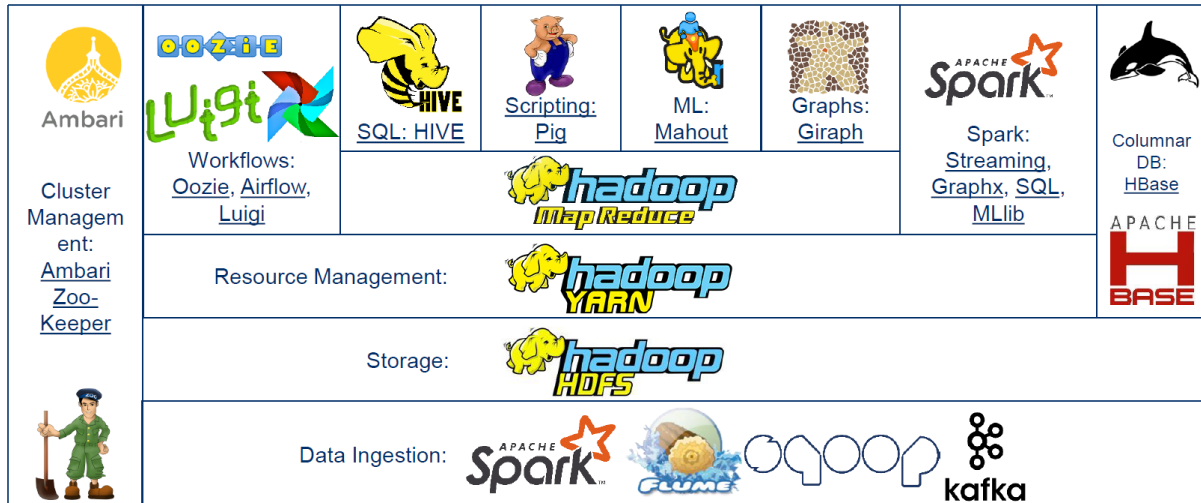 Ambari
Cluster
Managem
ent:
Ambari
Zoo-
Keeper
OOZiE
Luigi
Workflows:
Oozie, Airflow,
Luigi
HIVE
SQL: HIVE
Scripting:
Pig
ML:
Mahout
Graphs:
Giraph
APACHE
Spark™
Spark:
Streaming,
Graphx, SQL,
MLlib
Columnar
DB:
HBase
APACHE
H
BASE
hadoop
Map Reduce
Resource Management:
hadoop
YARN
Storage:
hadoop
HDFS
Data Ingestion:
APACHE
Spark™
FLUME
sqoop
kafka